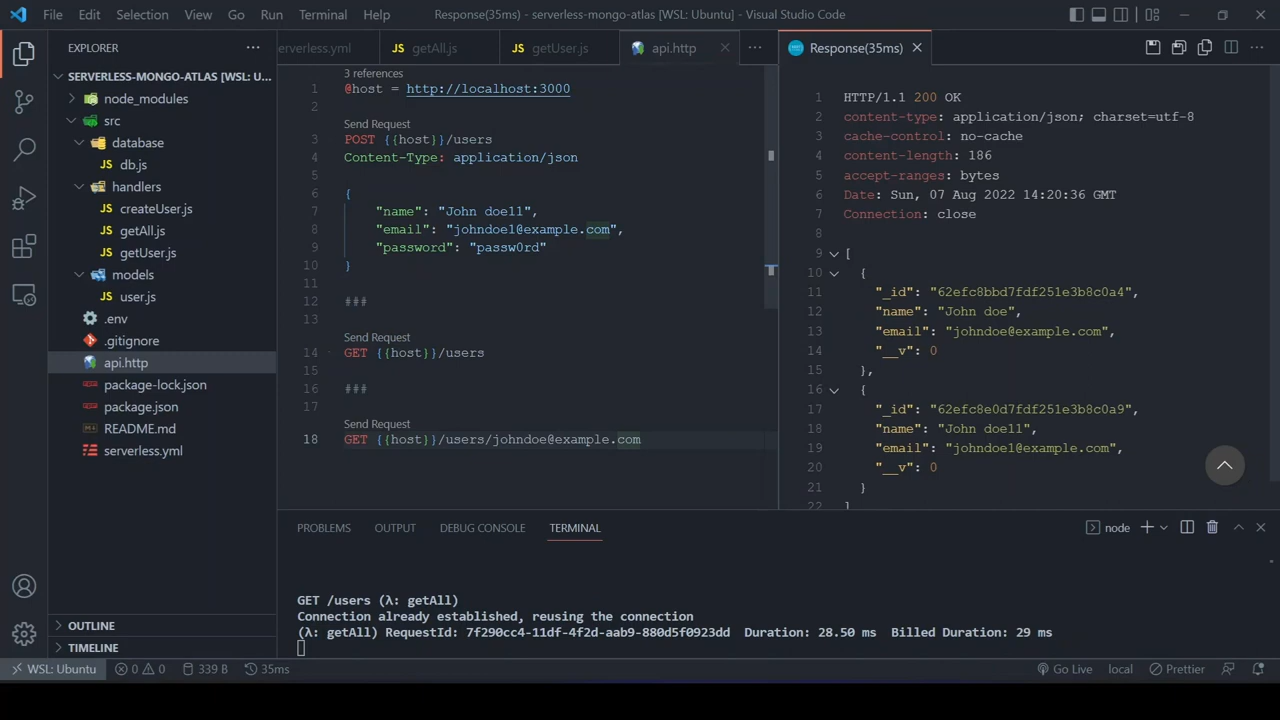 File Edit Selection View Go Run Terminal Help Response(35ms) - serverless-mongo-atlas [WSL: Ubuntu] - Visual Studio Code
EXPLORER
SERVERLESS-MONGO-ATLAS [WSL: U...
node_modules
src
database
db.js
handlers
createUser.js
getAll.js
getUser.js
models
user.js
.env
.gitignore
api.http
package-lock.json
package.json
README.md
serverless.yml
OUTLINE
TIMELINE
erverless.yml JS getAll.js JS getUser.js api.http
3 references
1 @host = http://localhost:3000
2
Send Request
3 POST {{host}}/users
4 Content-Type: application/json
5
6 {
7 "name": "John doe11",
8 "email": "johndoe1@example.com",
9 "password": "passw0rd"
10 }
11
12 ###
13
Send Request
14 GET {{host}}/users
15
16 ###
17
Send Request
18 GET {{host}}/users/johndoe@example.com
Response(35ms)
1 HTTP/1.1 200 OK
2 content-type: application/json; charset=utf-8
3 cache-control: no-cache
4 content-length: 186
5 accept-ranges: bytes
6 Date: Sun, 07 Aug 2022 14:20:36 GMT
7 Connection: close
8
9 [
10 {
11 "_id": "62efc8bbd7fdf251e3b8c0a4",
12 "name": "John doe",
13 "email": "johndoe@example.com",
14 "__v": 0
15 },
16 {
17 "_id": "62efc8e0d7fdf251e3b8c0a9",
18 "name": "John doe11",
19 "email": "johndoe1@example.com",
20 "__v": 0
21 }
22 ]
PROBLEMS OUTPUT DEBUG CONSOLE TERMINAL node
GET /users (λ: getAll)
Connection already established, reusing the connection
(λ: getAll) RequestId: 7f290cc4-11df-4f2d-aab9-880d5f0923dd Duration: 28.50 ms Billed Duration: 29 ms
WSL: Ubuntu 0 0 339 B 35ms Go Live local Prettier